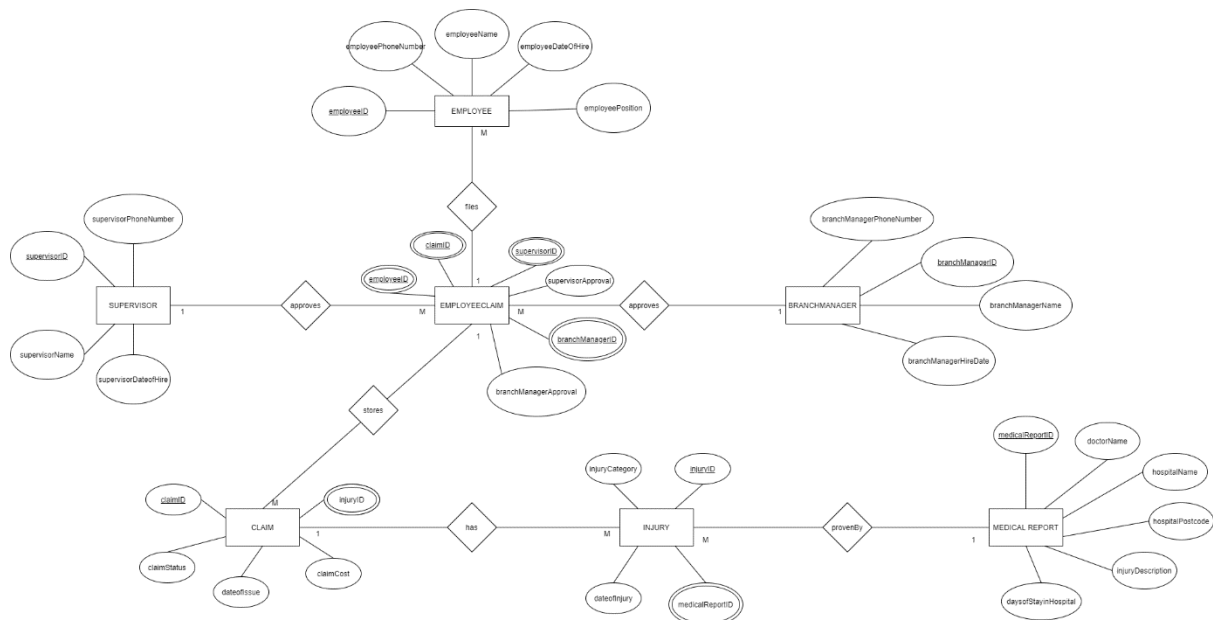 employeeName
employeePhoneNumber
employeeDateOfHire
employeeID
EMPLOYEE
employeePosition
M
supervisorPhoneNumber
files
branchManagerPhoneNumber
claimID
supervisorID
supervisorID
branchManagerID
employeeID
supervisorApproval
1
SUPERVISOR
approves
EMPLOYEECLAIM
approves
BRANCHMANAGER
branchManagerName
1
M
M
1
1
branchManagerID
supervisorName
branchManagerHireDate
supervisorDateofHire
branchManagerApproval
stores
medicalReportID
doctorName
injuryCategory
injuryID
hospitalName
claimID
injuryID
M
CLAIM
has
INJURY
provenBy
MEDICAL REPORT
hospitalPostcode
1
M
M
1
claimStatus
claimCost
injuryDescription
dateofIssue
dateofInjury
medicalReportID
daysofStayinHospital